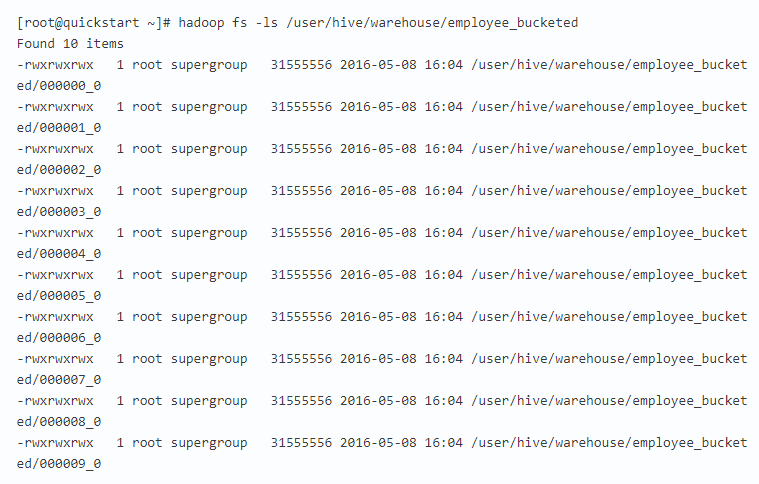 [root@quickstart ~]# hadoop fs -ls /user/hive/warehouse/employee_bucketed
Found 10 items
-rwxrwxrwx   1 root supergroup   31555556 2016-05-08 16:04 /user/hive/warehouse/employee_bucket
ed/000000_0
-rwxrwxrwx   1 root supergroup   31555556 2016-05-08 16:04 /user/hive/warehouse/employee_bucket
ed/000001_0
-rwxrwxrwx   1 root supergroup   31555556 2016-05-08 16:04 /user/hive/warehouse/employee_bucket
ed/000002_0
-rwxrwxrwx   1 root supergroup   31555556 2016-05-08 16:04 /user/hive/warehouse/employee_bucket
ed/000003_0
-rwxrwxrwx   1 root supergroup   31555556 2016-05-08 16:04 /user/hive/warehouse/employee_bucket
ed/000004_0
-rwxrwxrwx   1 root supergroup   31555556 2016-05-08 16:04 /user/hive/warehouse/employee_bucket
ed/000005_0
-rwxrwxrwx   1 root supergroup   31555556 2016-05-08 16:04 /user/hive/warehouse/employee_bucket
ed/000006_0
-rwxrwxrwx   1 root supergroup   31555556 2016-05-08 16:04 /user/hive/warehouse/employee_bucket
ed/000007_0
-rwxrwxrwx   1 root supergroup   31555556 2016-05-08 16:04 /user/hive/warehouse/employee_bucket
ed/000008_0
-rwxrwxrwx   1 root supergroup   31555556 2016-05-08 16:04 /user/hive/warehouse/employee_bucket
ed/000009_0